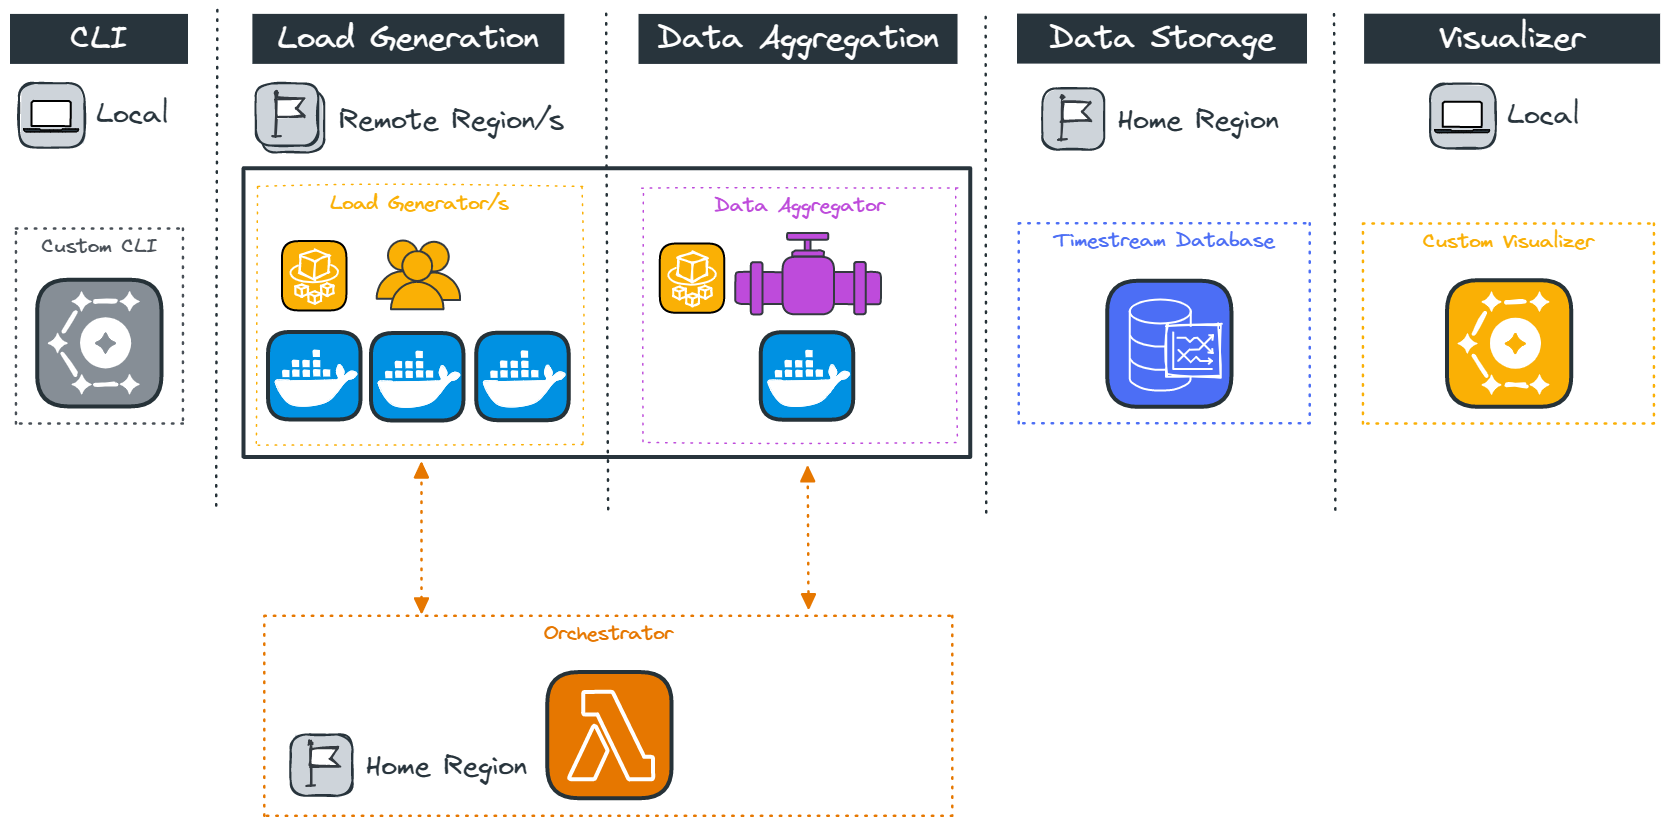 CLI
Load Generation
Data Aggregation
Data Storage
Visualizer
Local
Remote Region/s
Home Region
Local
Load Generator/s
Data Aggregator
Custom CLI
Timestream Database
Custom Visualizer
Orchestrator
Home Region